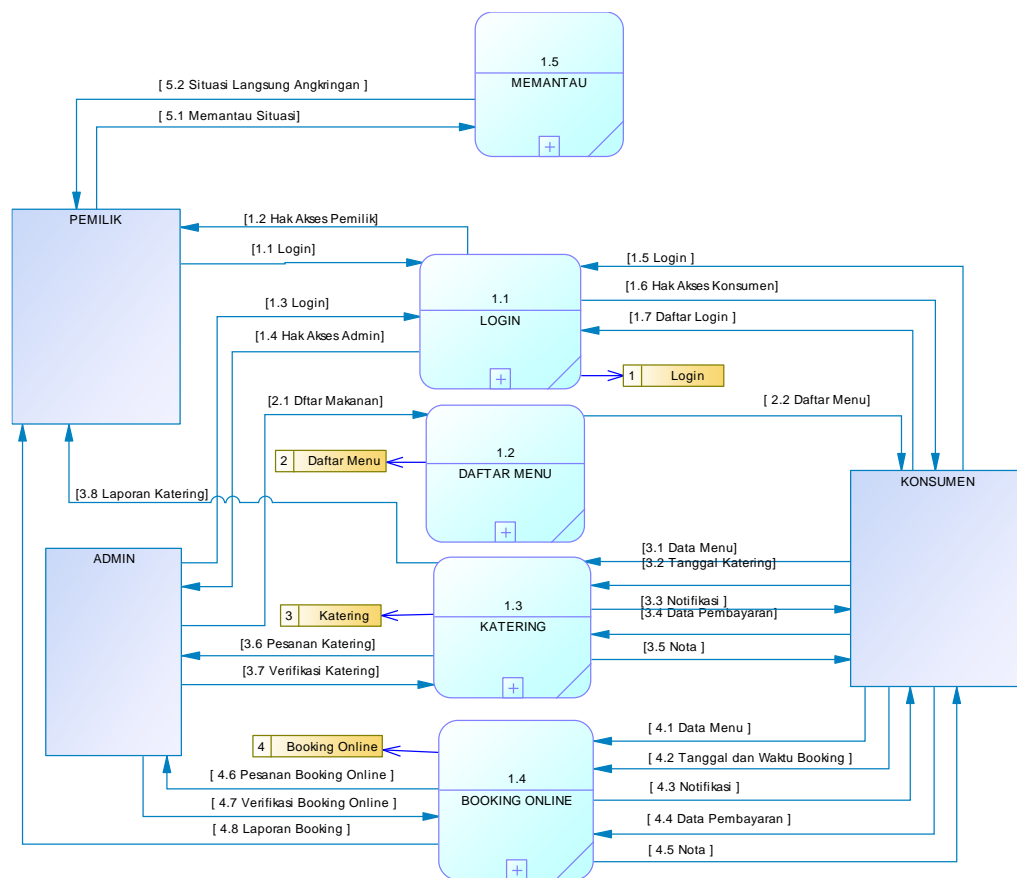 1.5
MEMANTAU
[ 5.2 Situasi Langsung Angkringan ]
[ 5.1 Memantau Situasi]
PEMILIK
[1.2 Hak Akses Pemilik]
[1.1 Login]
[1.5 Login ]
[1.6 Hak Akses Konsumen]
[1.7 Daftar Login ]
1.1
LOGIN
[1.3 Login]
[1.4 Hak Akses Admin]
1 Login
[2.1 Dftar Makanan]
[ 2.2 Daftar Menu]
1.2
DAFTAR MENU
2 Daftar Menu
KONSUMEN
[3.8 Laporan Katering]
ADMIN
[3.1 Data Menu]
[3.2 Tanggal Katering]
1.3
KATERING
3 Katering
[3.3 Notifikasi ]
[3.4 Data Pembayaran]
[3.6 Pesanan Katering]
[3.5 Nota ]
[3.7 Verifikasi Katering]
[ 4.1 Data Menu ]
4 Booking Online
[ 4.2 Tanggal dan Waktu Booking ]
1.4
BOOKING ONLINE
[ 4.6 Pesanan Booking Online ]
[ 4.3 Notifikasi ]
[ 4.7 Verifikasi Booking Online ]
[ 4.4 Data Pembayaran ]
[ 4.8 Laporan Booking ]
[ 4.5 Nota ]